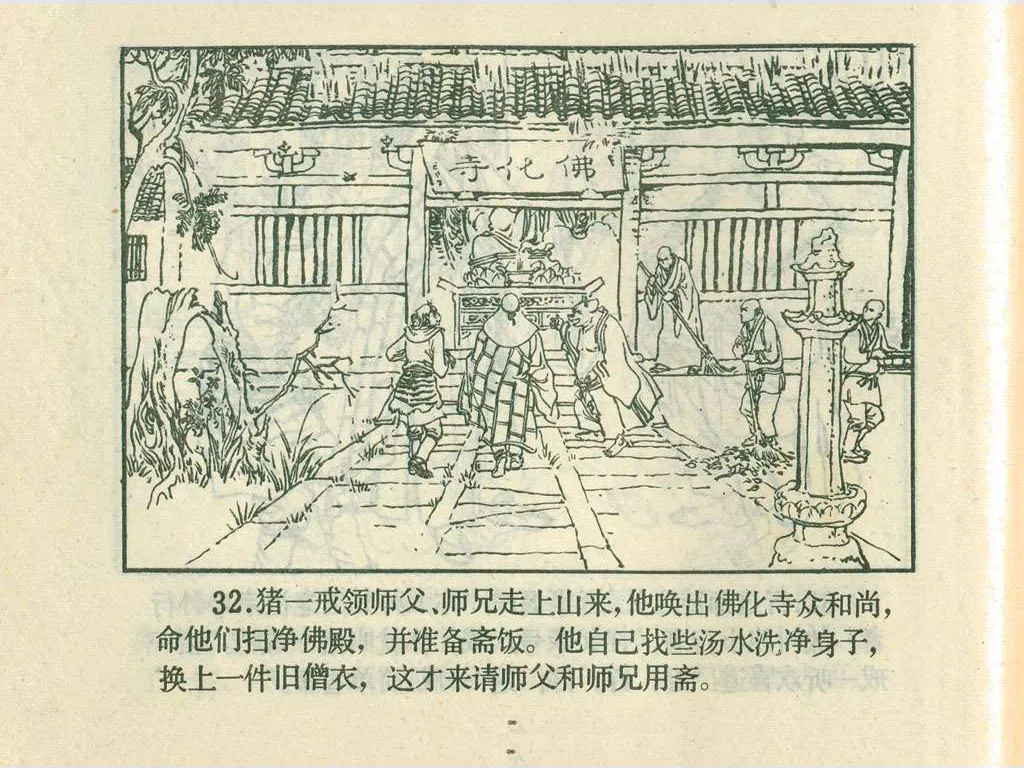 佛化寺
32.猪一戒领师父、师兄走上山来，他唤出佛化寺众和尚，
命他们扫净佛殿，并准备斋饭。他自己找些汤水洗净身子，
换上一件旧僧衣，这才来请师父和师兄用斋。